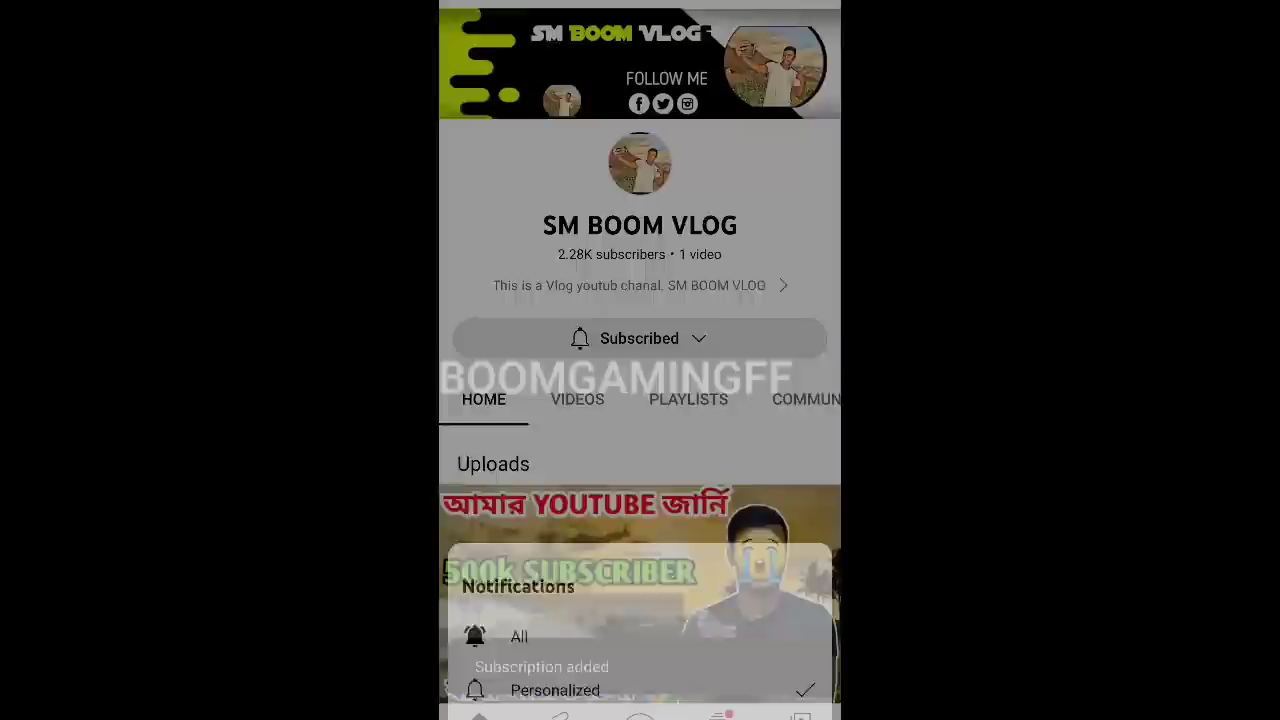 SM BOOM VLOG
FOLLOW ME
SM BOOM VLOG
2.28K subscribers • 1 video
This is a Vlog youtub chanal. SM BOOM VLOG
Subscribed
BOOMGAMINGFF
HOME VIDEOS PLAYLISTS COMMUN
Uploads
আমার YOUTUBE জার্নি
500k SUBSCRIBER
Notifications
All
Subscription added
Personalized